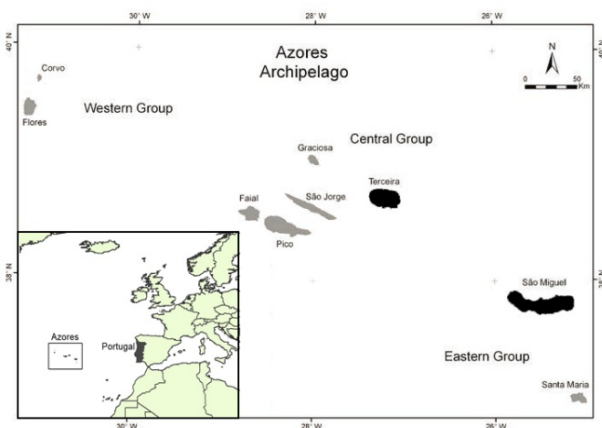 30° W
28° W
26° W
40° N
40° N
Azores
Archipelago
N
0
50
Km
Corvo
Western Group
Flores
Central Group
Graciosa
Terceira
São Jorge
Faial
Pico
38° N
São Miguel
Azores
Portugal
Eastern Group
Santa Maria
30° W
28° W
26° W